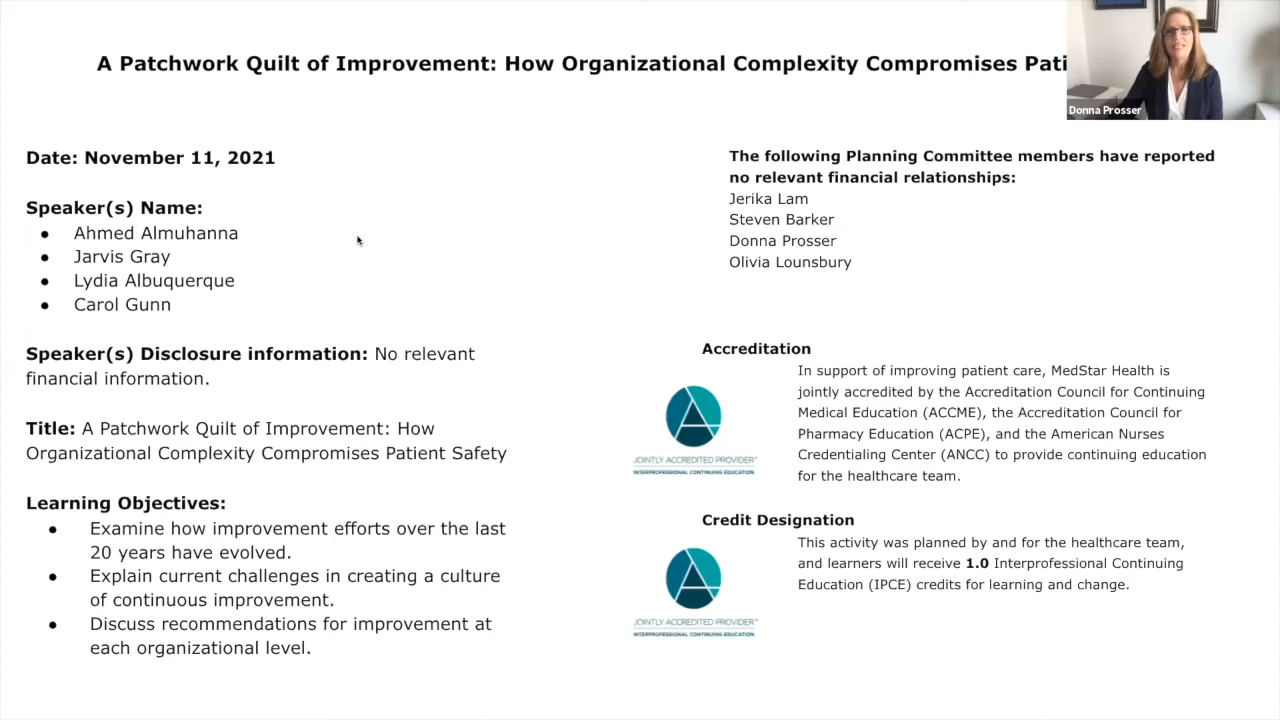 A Patchwork Quilt of Improvement: How Organizational Complexity Compromises Pati
Donna Prosser
Date: November 11, 2021
Speaker(s) Name:
● Ahmed Almuhanna
● Jarvis Gray
● Lydia Albuquerque
● Carol Gunn
Speaker(s) Disclosure information: No relevant
financial information.
Title: A Patchwork Quilt of Improvement: How
Organizational Complexity Compromises Patient Safety
Learning Objectives:
● Examine how improvement efforts over the last
20 years have evolved.
● Explain current challenges in creating a culture
of continuous improvement.
● Discuss recommendations for improvement at
each organizational level.
The following Planning Committee members have reported
no relevant financial relationships:
Jerika Lam
Steven Barker
Donna Prosser
Olivia Lounsbury
Accreditation
In support of improving patient care, MedStar Health is
jointly accredited by the Accreditation Council for Continuing
Medical Education (ACCME), the Accreditation Council for
Pharmacy Education (ACPE), and the American Nurses
Credentialing Center (ANCC) to provide continuing education
for the healthcare team.
JOINTLY ACCREDITED PROVIDER™
INTERPROFESSIONAL CONTINUING EDUCATION
Credit Designation
This activity was planned by and for the healthcare team,
and learners will receive 1.0 Interprofessional Continuing
Education (IPCE) credits for learning and change.
JOINTLY ACCREDITED PROVIDER™
INTERPROFESSIONAL CONTINUING EDUCATION